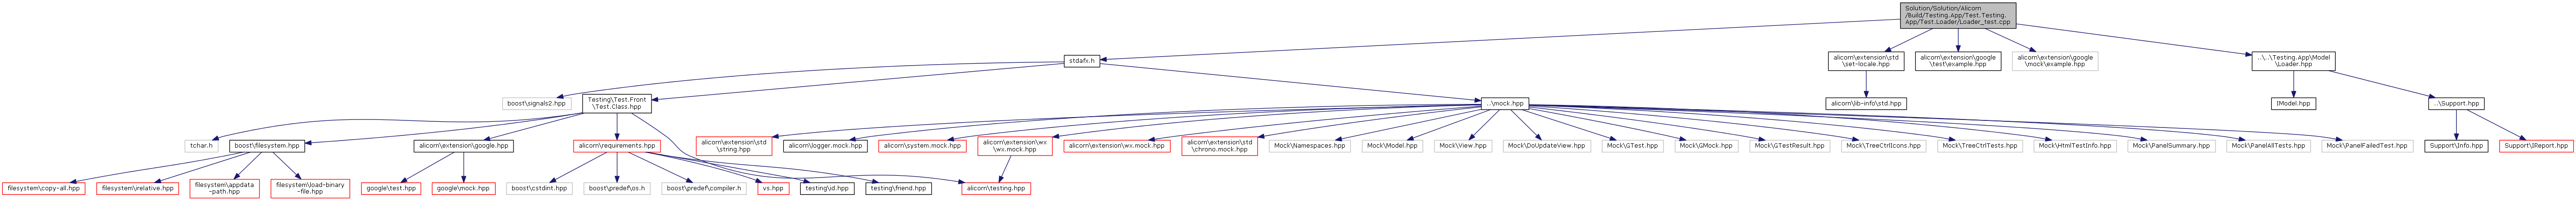 Solution/Solution/Alicorn
/Build/Testing.App/Test.Testing.
App/Test.Loader/Loader_test.cpp
stdafx.h
alicorn\extension\std
\set-locale.hpp
alicorn\extension\google
\test\example.hpp
alicorn\extension\google
\mock\example.hpp
..\..\Testing.App\Model
\Loader.hpp
boost\signals2.hpp
Testing\Test.Front
\Test.Class.hpp
..\mock.hpp
alicorn\lib-info\std.hpp
IModel.hpp
..\Support.hpp
tchar.h
boost\filesystem.hpp
alicorn\extension\google.hpp
alicorn\requirements.hpp
alicorn\extension\std
\string.hpp
alicorn\logger.mock.hpp
alicorn\system.mock.hpp
alicorn\extension\wx
\wx.mock.hpp
alicorn\extension\wx.mock.hpp
alicorn\extension\std
\chrono.mock.hpp
Mock\Namespaces.hpp
Mock\Model.hpp
Mock\View.hpp
Mock\DoUpdateView.hpp
Mock\GTest.hpp
Mock\GMock.hpp
Mock\GTestResult.hpp
Mock\TreeCtrlIcons.hpp
Mock\TreeCtrlTests.hpp
Mock\HtmlTestInfo.hpp
Mock\PanelSummary.hpp
Mock\PanelAllTests.hpp
Mock\PanelFailedTest.hpp
Support\Info.hpp
Support\IReport.hpp
filesystem\copy-all.hpp
filesystem\relative.hpp
filesystem\appdata
-path.hpp
filesystem\load-binary
-file.hpp
google\test.hpp
google\mock.hpp
boost\cstdint.hpp
boost\predef\os.h
boost\predef\compiler.h
vs.hpp
testing\id.hpp
testing\friend.hpp
alicorn\testing.hpp